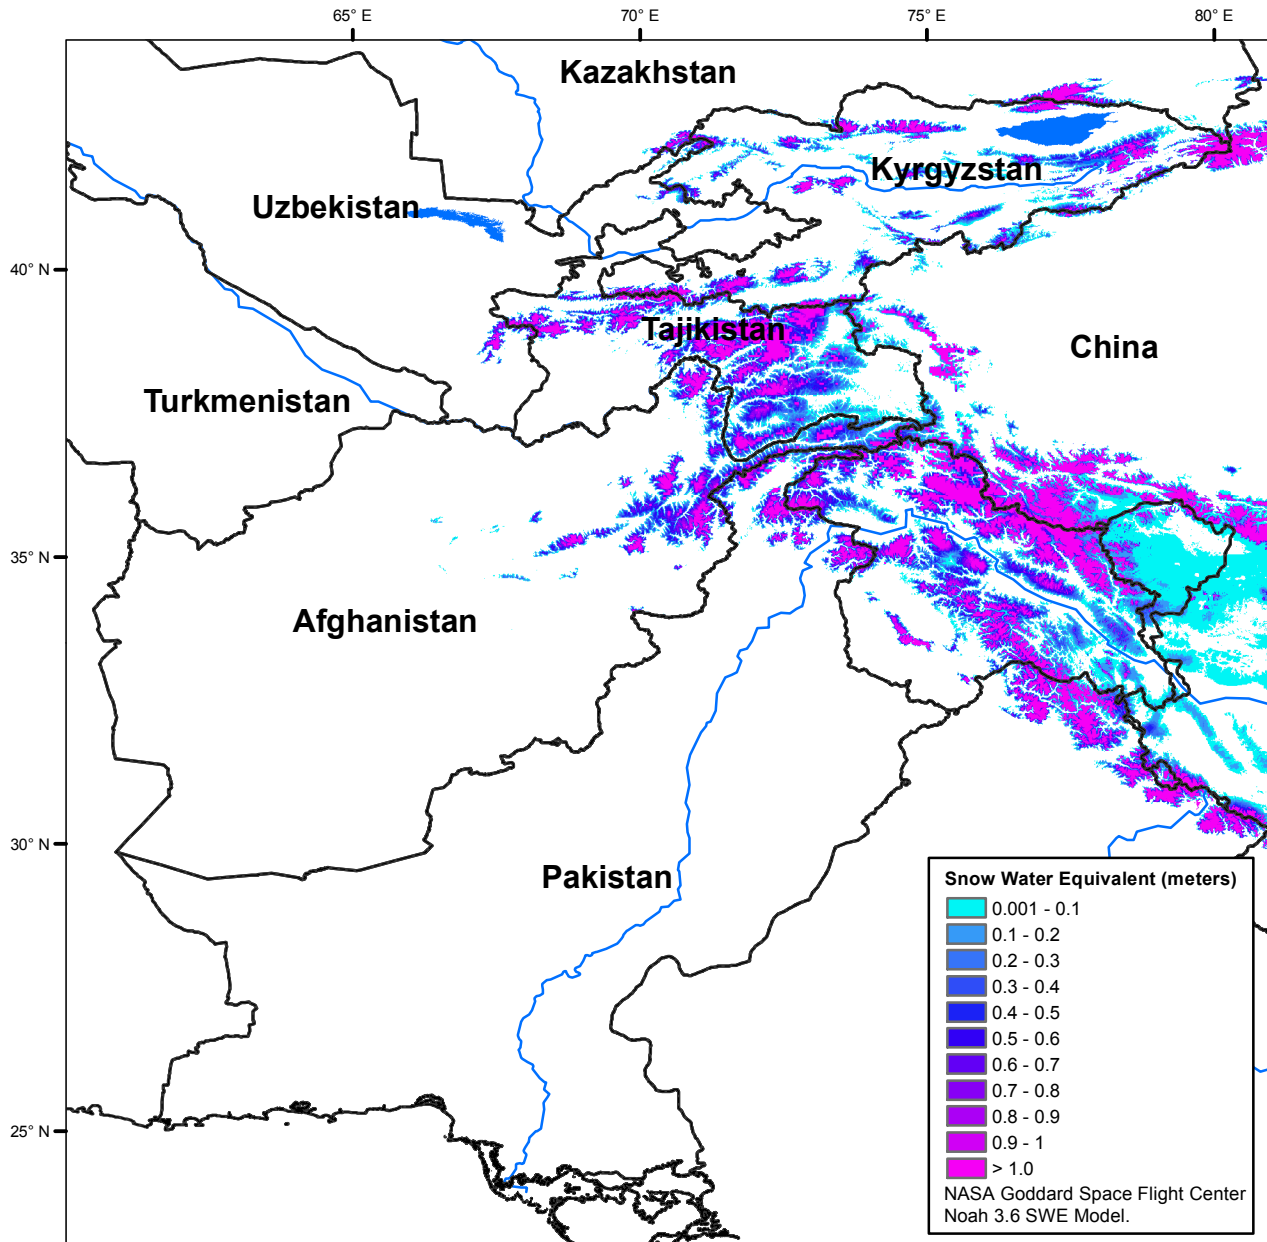 65° E
70° E
75° E
80° E
Kazakhstan
Kyrgyzstan
Uzbekistan
40° N
Tajikistan
China
Turkmenistan
35° N
Afghanistan
30° N
Pakistan
25° N
Snow Water Equivalent (meters)
0.001 - 0.1
0.1 - 0.2
0.2 - 0.3
0.3 - 0.4
0.4 - 0.5
0.5 - 0.6
0.6 - 0.7
0.7 - 0.8
0.8 - 0.9
0.9 - 1
> 1.0
NASA Goddard Space Flight Center
Noah 3.6 SWE Model.